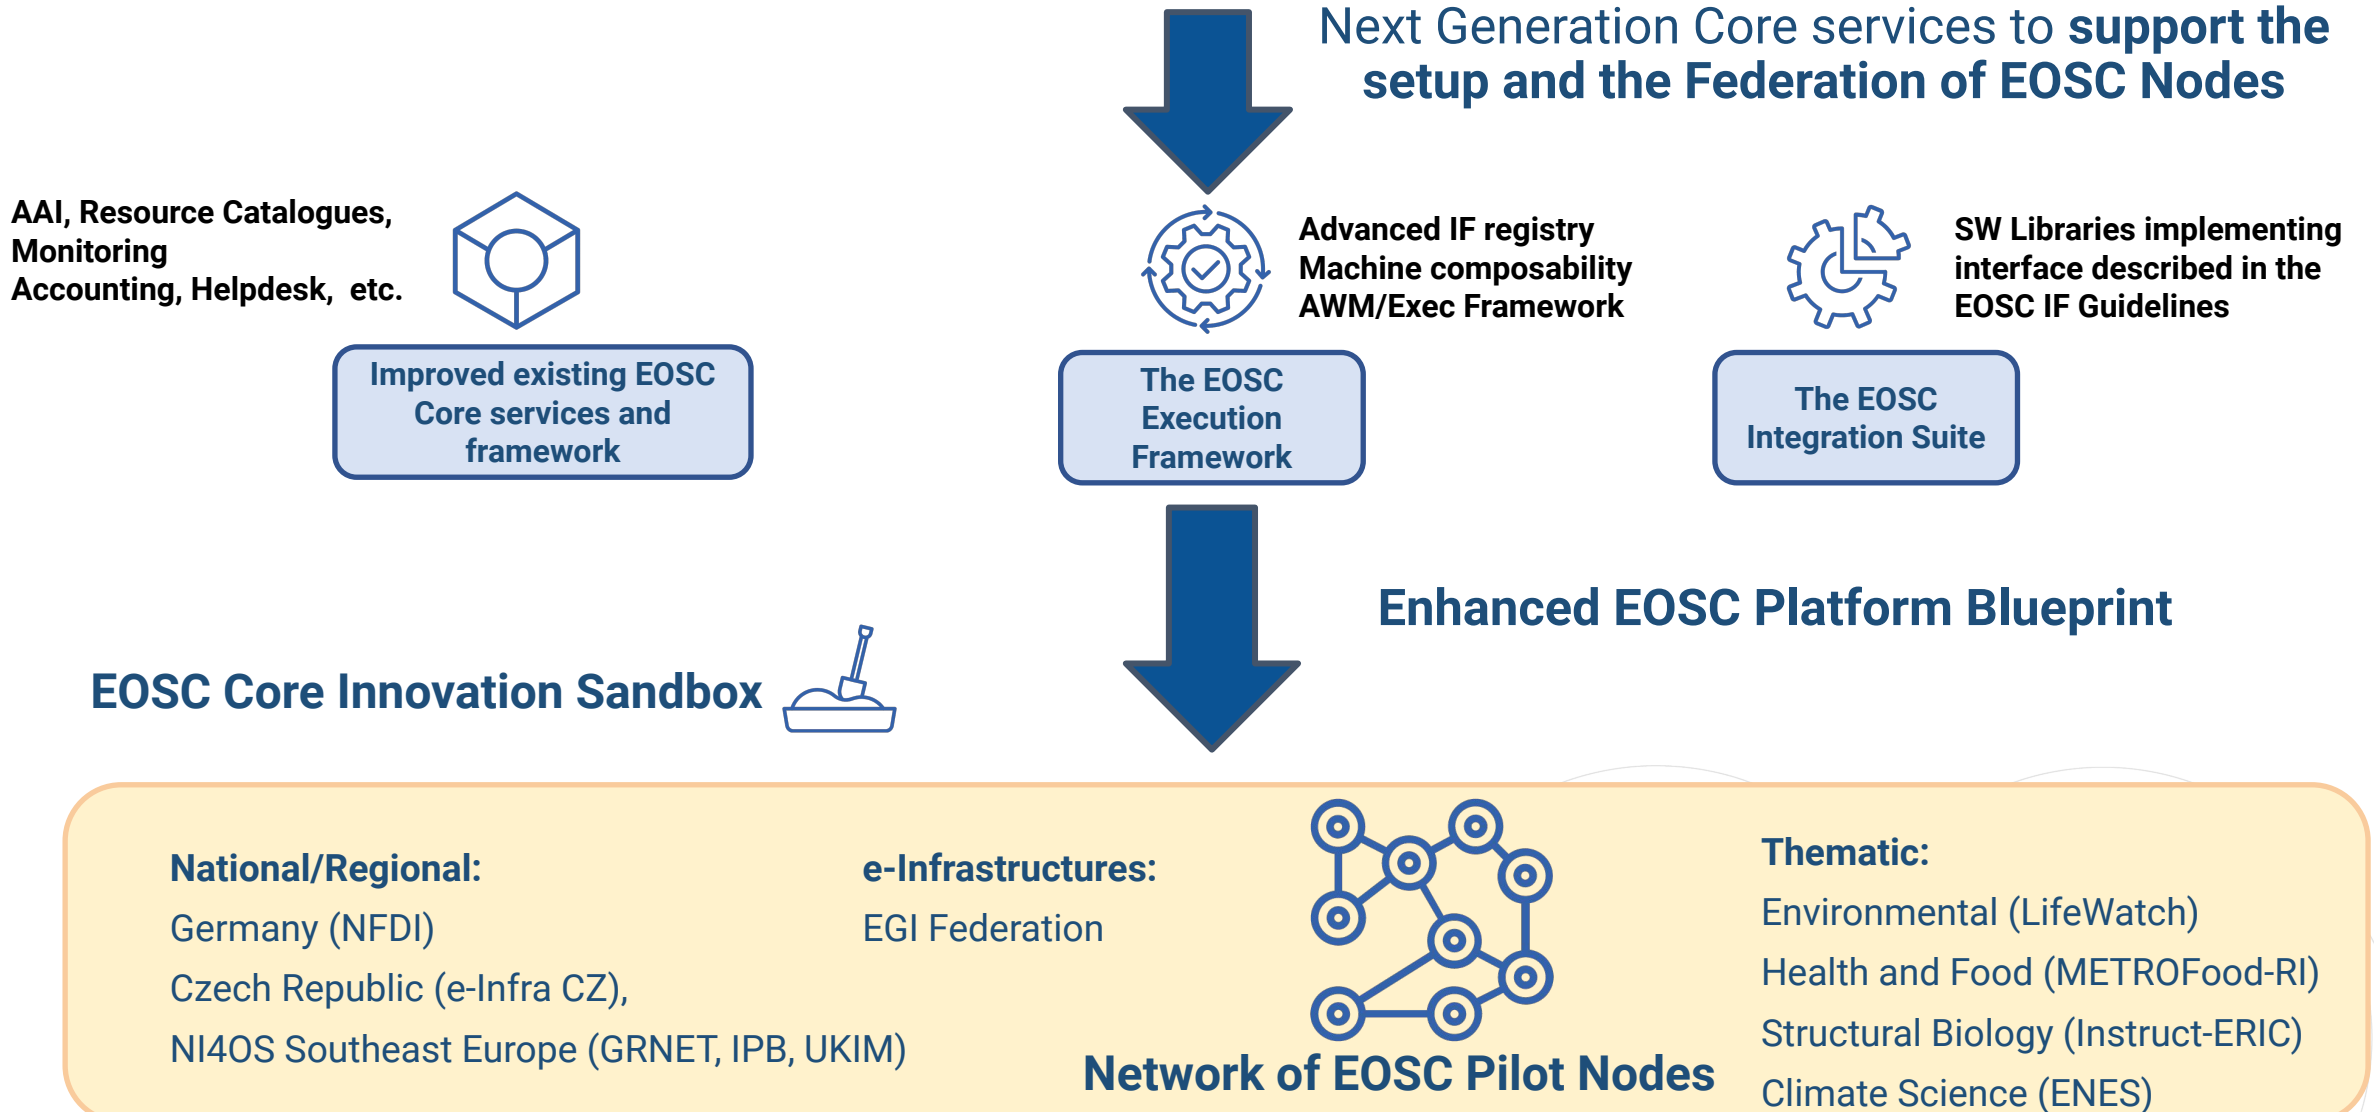 Next Generation Core services to support the
setup and the Federation of EOSC Nodes
AAI, Resource Catalogues,
Monitoring
Accounting, Helpdesk, etc.
Advanced IF registry
Machine composability
AWM/Exec Framework
SW Libraries implementing
interface described in the
EOSC IF Guidelines
Improved existing EOSC
Core services and
framework
The EOSC
Execution
Framework
The EOSC
Integration Suite
Enhanced EOSC Platform Blueprint
EOSC Core Innovation Sandbox
National/Regional:
Germany (NFDI)
Czech Republic (e-Infra CZ),
NI4OS Southeast Europe (GRNET, IPB, UKIM)
e-Infrastructures:
EGI Federation
Network of EOSC Pilot Nodes
Thematic:
Environmental (LifeWatch)
Health and Food (METROFood-RI)
Structural Biology (Instruct-ERIC)
Climate Science (ENES)